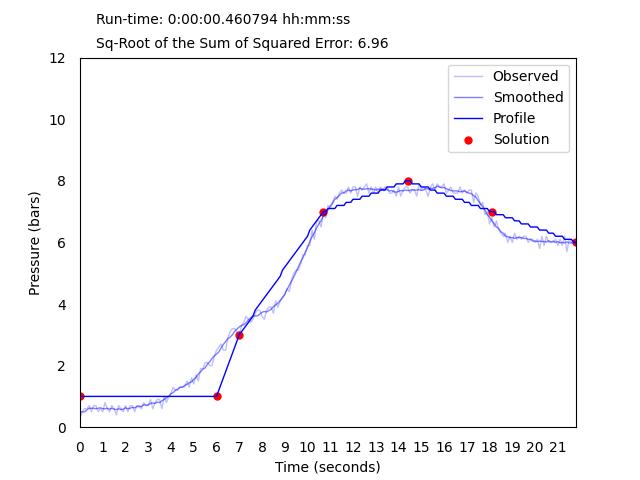 Run-time: 0:00:00.460794 hh:mm:ss
Sq-Root of the Sum of Squared Error: 6.96
12
10
8
6
4
2
0
Pressure (bars)
Observed
Smoothed
Profile
Solution
0 1 2 3 4 5 6 7 8 9 10 11 12 13 14 15 16 17 18 19 20 21
Time (seconds)